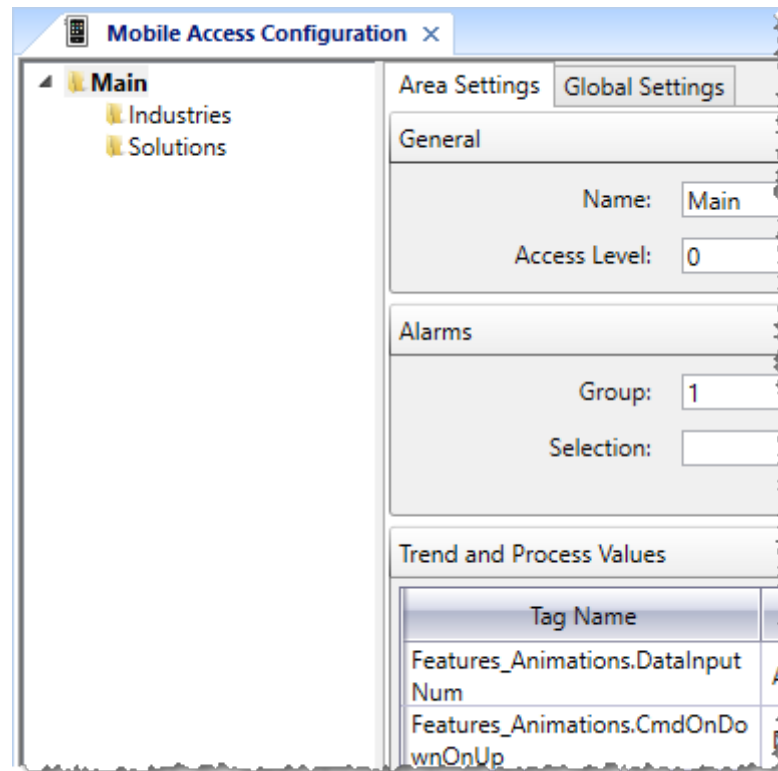 Mobile Access Configuration
Main
Industries
Solutions
Area Settings Global Settings
General
Name: Main
Access Level: 0
Alarms
Group: 1
Selection:
Trend and Process Values
Tag Name
Features_Animations.DataInput
Num
Features_Animations.CmdOnDo
wnOnUp